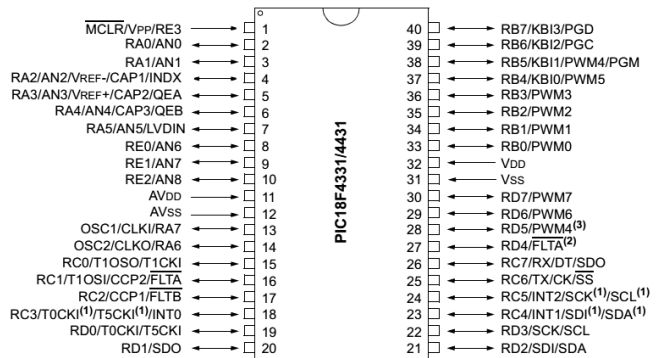 MCLR/VPP/RE3 1
RA0/AN0 2
RA1/AN1 3
RA2/AN2/VREF-/CAP1/INDX 4
RA3/AN3/VREF+/CAP2/QEA 5
RA4/AN4/CAP3/QEB 6
RA5/AN5/LVDIN 7
RE0/AN6 8
RE1/AN7 9
RE2/AN8 10
AVDD 11
AVSS 12
OSC1/CLKI/RA7 13
OSC2/CLKO/RA6 14
RC0/T1OSO/T1CKI 15
RC1/T1OSI/CCP2/FLTA 16
RC2/CCP1/FLTB 17
RC3/T0CKI(1)/T5CKI(1)/INT0 18
RD0/T0CKI/T5CKI 19
RD1/SDO 20
PIC18F4331/4431
40 RB7/KBI3/PGD
39 RB6/KBI2/PGC
38 RB5/KBI1/PWM4/PGM
37 RB4/KBI0/PWM5
36 RB3/PWM3
35 RB2/PWM2
34 RB1/PWM1
33 RB0/PWM0
32 VDD
31 VSS
30 RD7/PWM7
29 RD6/PWM6
28 RD5/PWM4(3)
27 RD4/FLTA(2)
26 RC7/RX/DT/SDO
25 RC6/TX/CK/SS
24 RC5/INT2/SCK(1)/SCL(1)
23 RC4/INT1/SDI(1)/SDA(1)
22 RD3/SCK/SCL
21 RD2/SDI/SDA